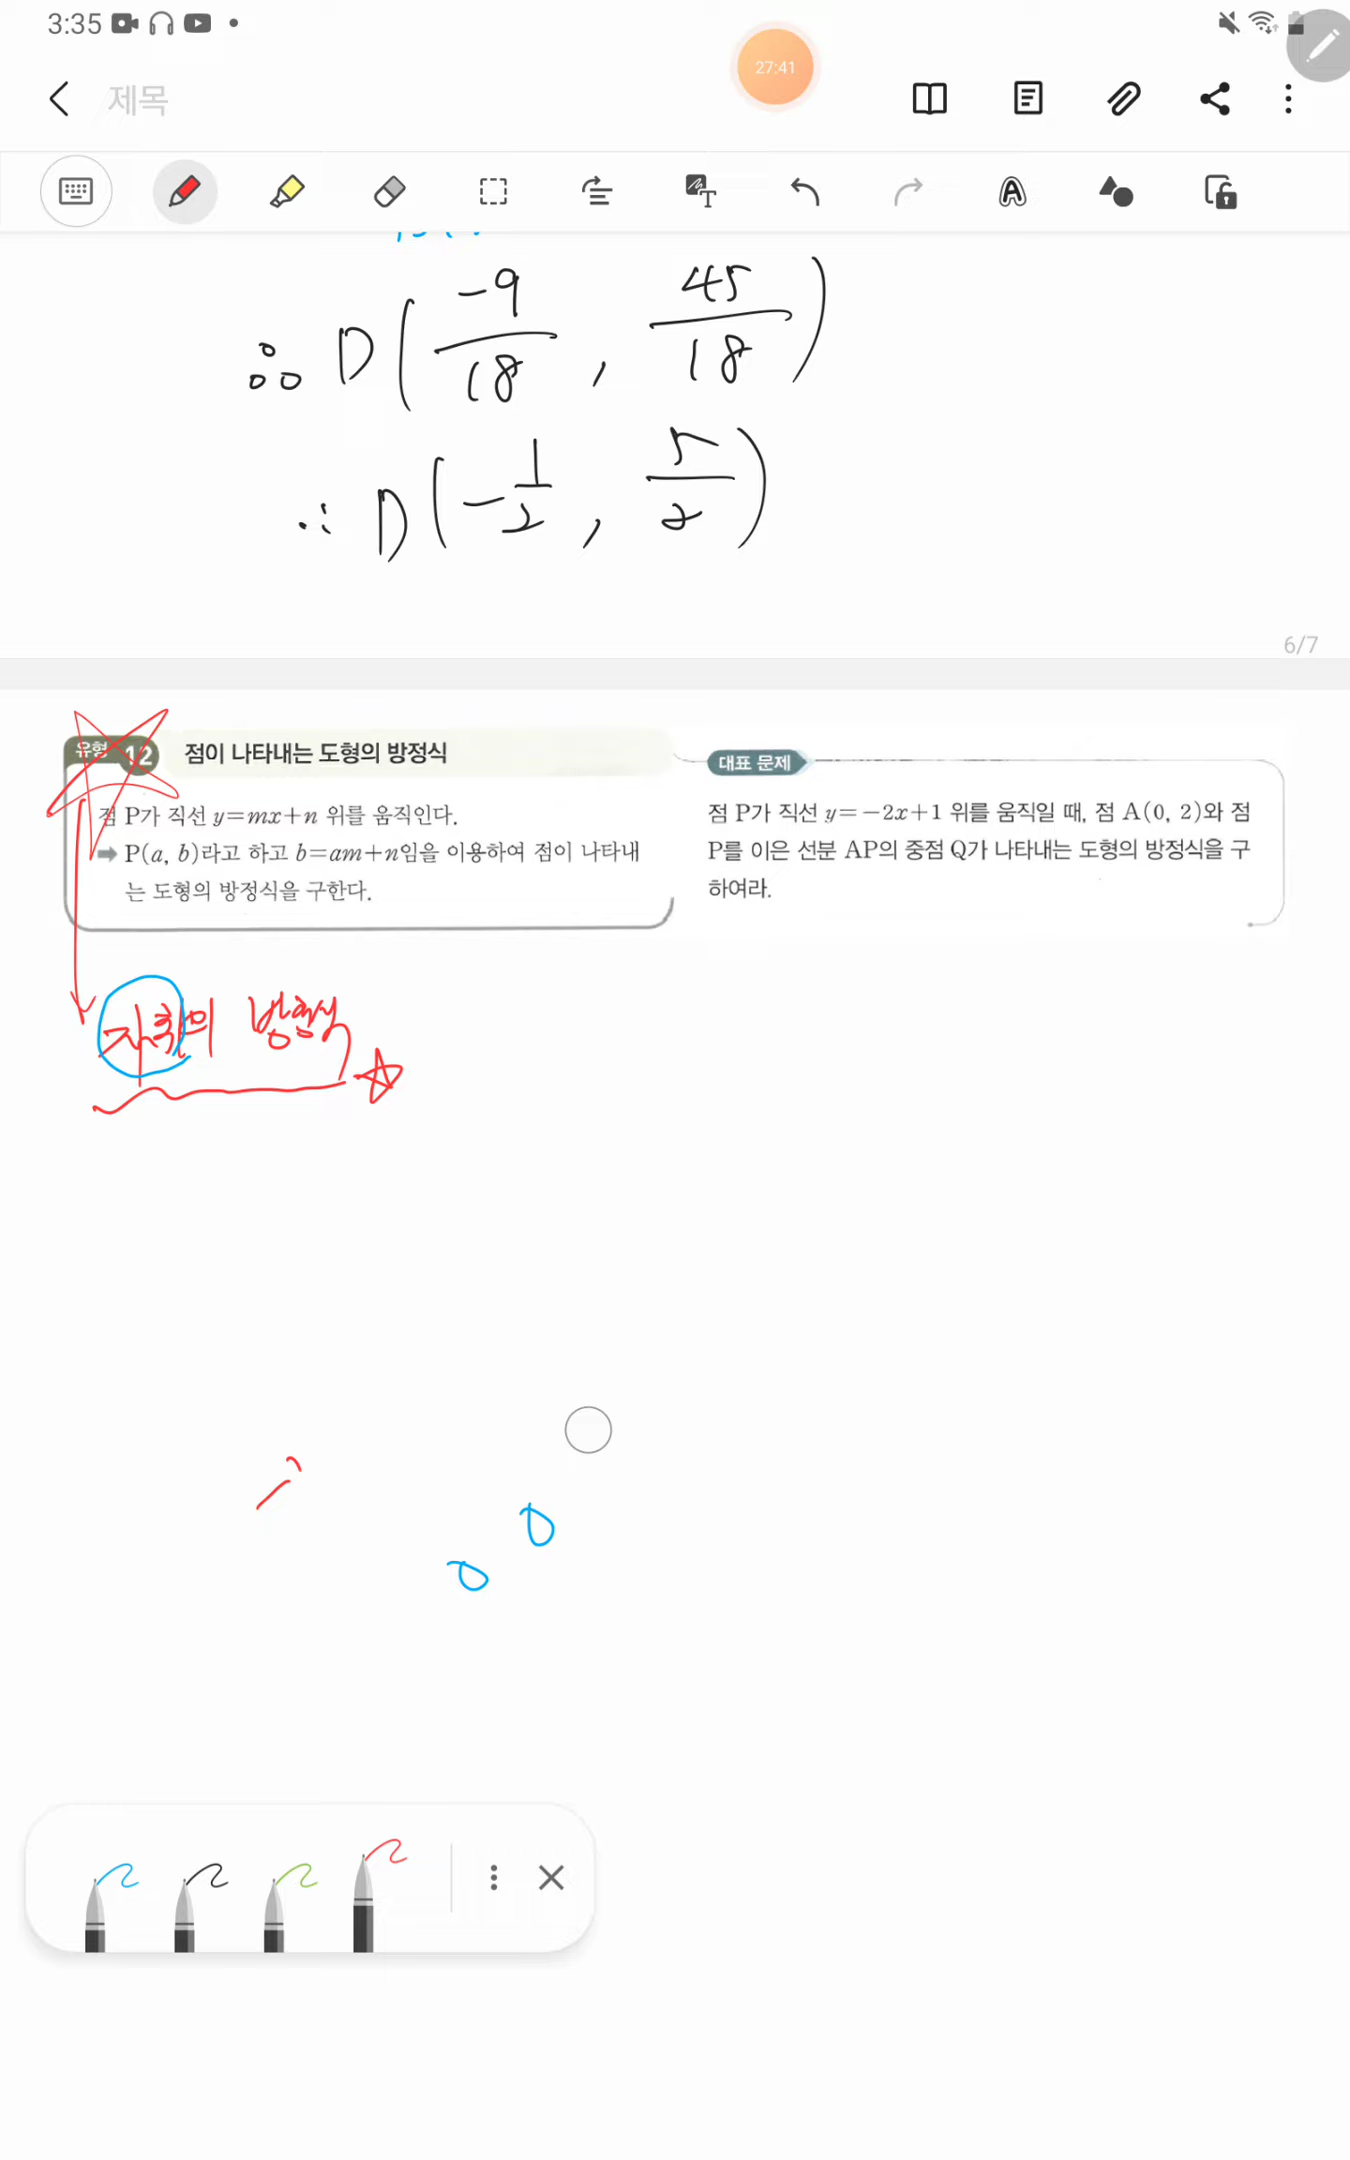 3:35
27:41
제목
∴ D(-9/18, 45/18)
∴ D(-1/2, 5/2)
6/7
유형 12 점이 나타내는 도형의 방정식
점 P가 직선 y=mx+n 위를 움직인다.
➡ P(a, b)라고 하고 b=am+n임을 이용하여 점이 나타내
는 도형의 방정식을 구한다.
대표 문제
점 P가 직선 y=-2x+1 위를 움직일 때, 점 A(0, 2)와 점
P를 이은 선분 AP의 중점 Q가 나타내는 도형의 방정식을 구
하여라.
자취의 방정식